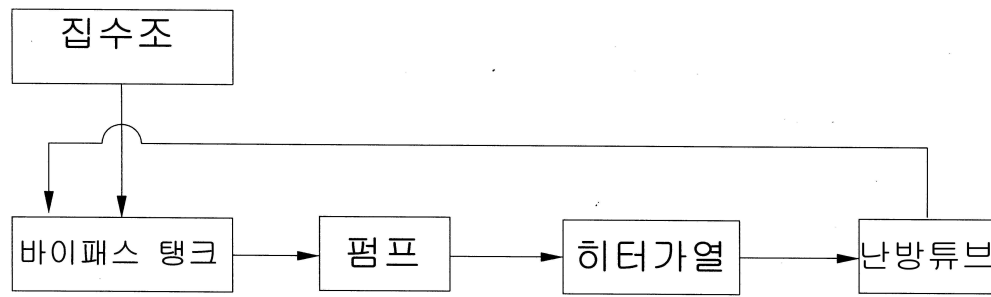 집수조
바이패스 탱크
펌프
히터가열
난방튜브